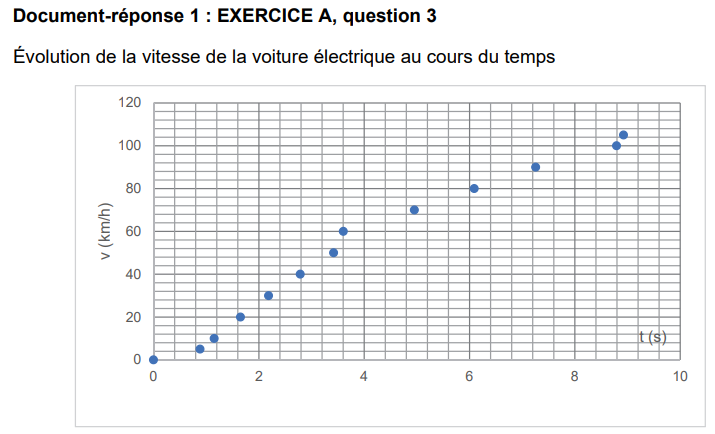 Document-réponse 1 : EXERCICE A, question 3
Évolution de la vitesse de la voiture électrique au cours du temps
120
100
80
60
40
20
0
v (km/h)
t (s)
0 2 4 6 8 10